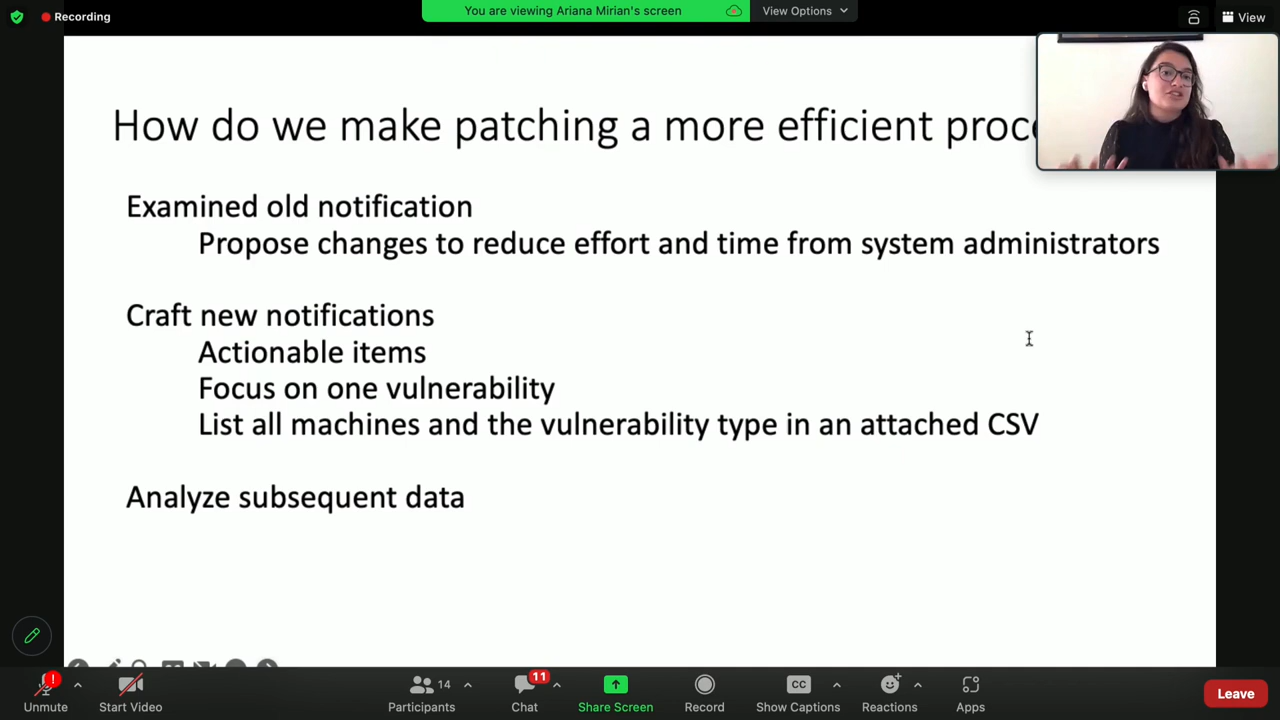 Recording
You are viewing Ariana Mirian's screen
View Options
View
How do we make patching a more efficient
Examined old notification
Propose changes to reduce effort and time from system administrators
Craft new notifications
Actionable items
Focus on one vulnerability
List all machines and the vulnerability type in an attached CSV
Analyze subsequent data
Unmute
Start Video
14
Participants
11
Chat
Share Screen
Record
CC
Show Captions
Reactions
Apps
Leave